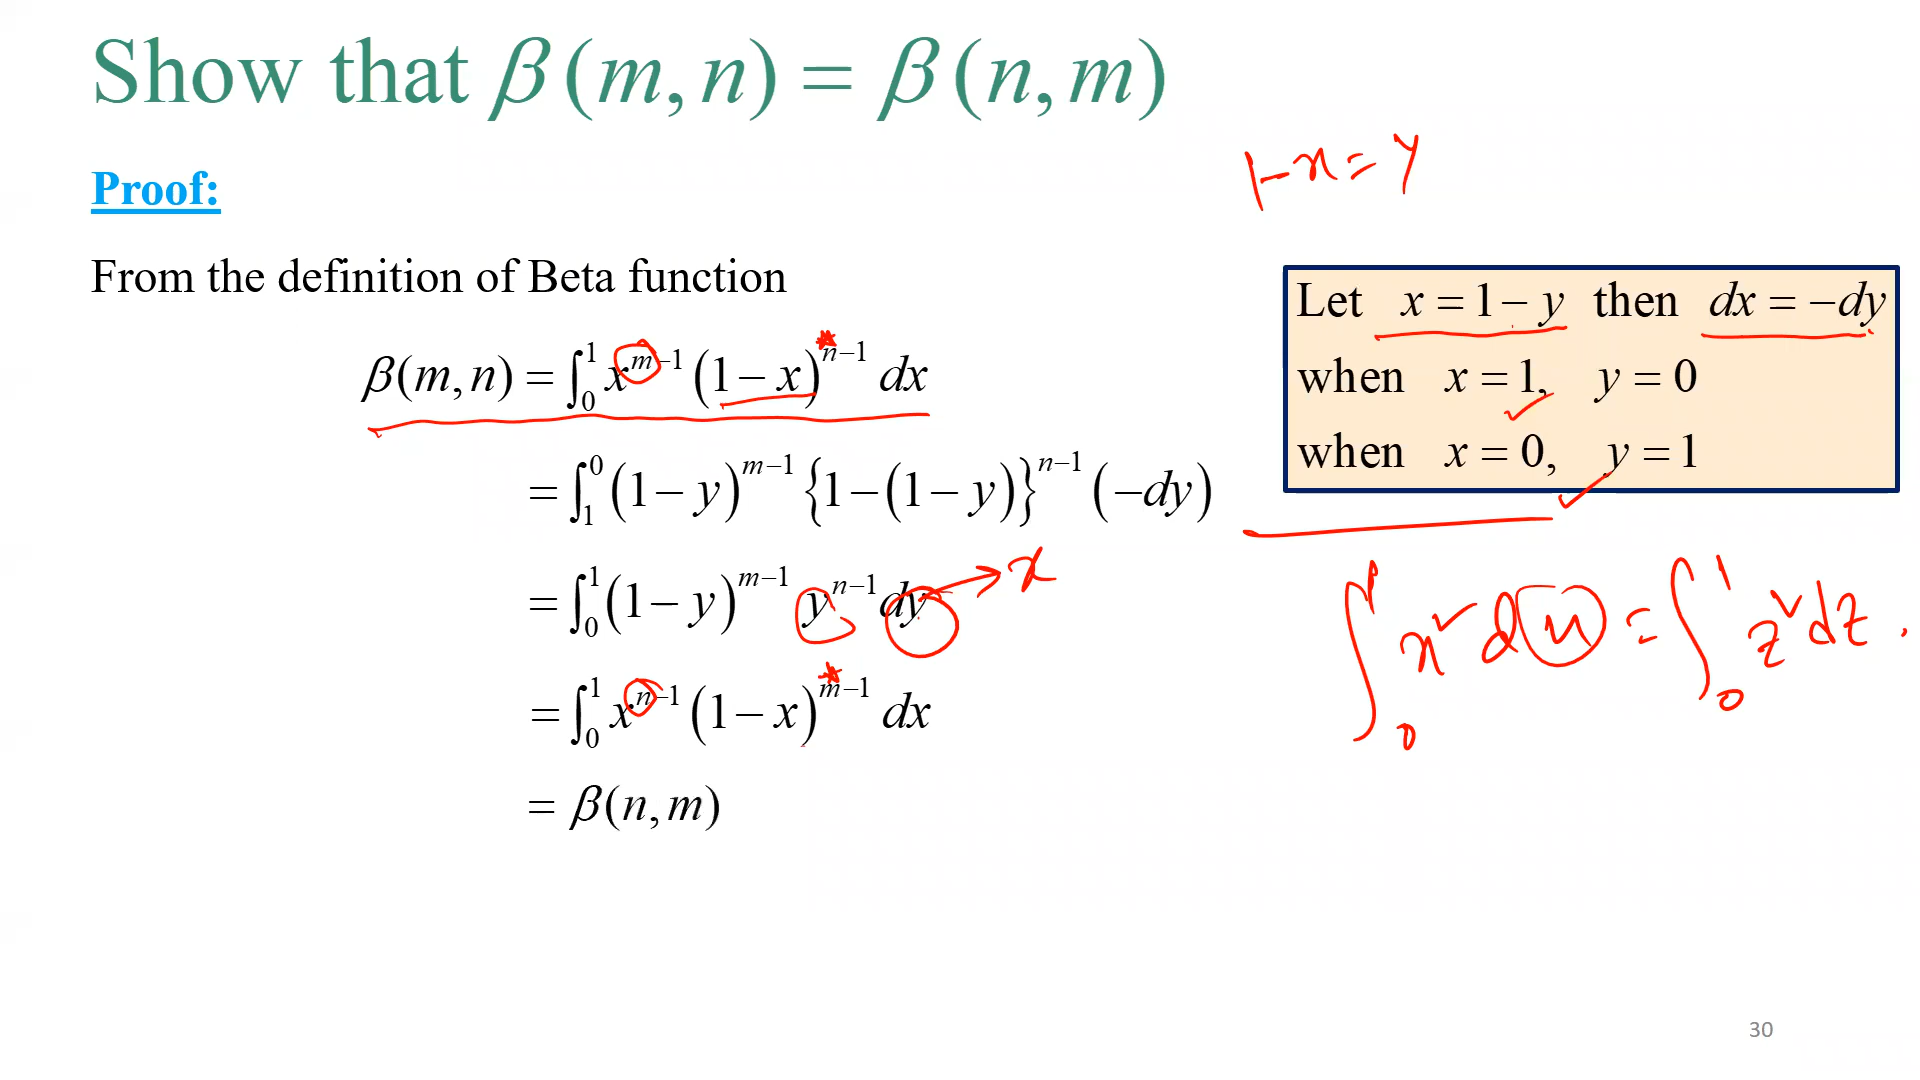 Show that β(m, n) = β(n, m)
1-x = y
Proof:
From the definition of Beta function
Let x = 1 − y then dx = −dy
when x = 1, y = 0
when x = 0, y = 1
β(m, n) = ∫₀¹ x^(m−1) (1 − x)^(n−1) dx
= ∫₁⁰ (1 − y)^(m−1) {1 − (1 − y)}^(n−1) (−dy)
= ∫₀¹ (1 − y)^(m−1) y^(n−1) dy → x
= ∫₀¹ x^(n−1) (1 − x)^(m−1) dx
= β(n, m)
∫₀¹ x² dx = ∫₀¹ z² dz .
30